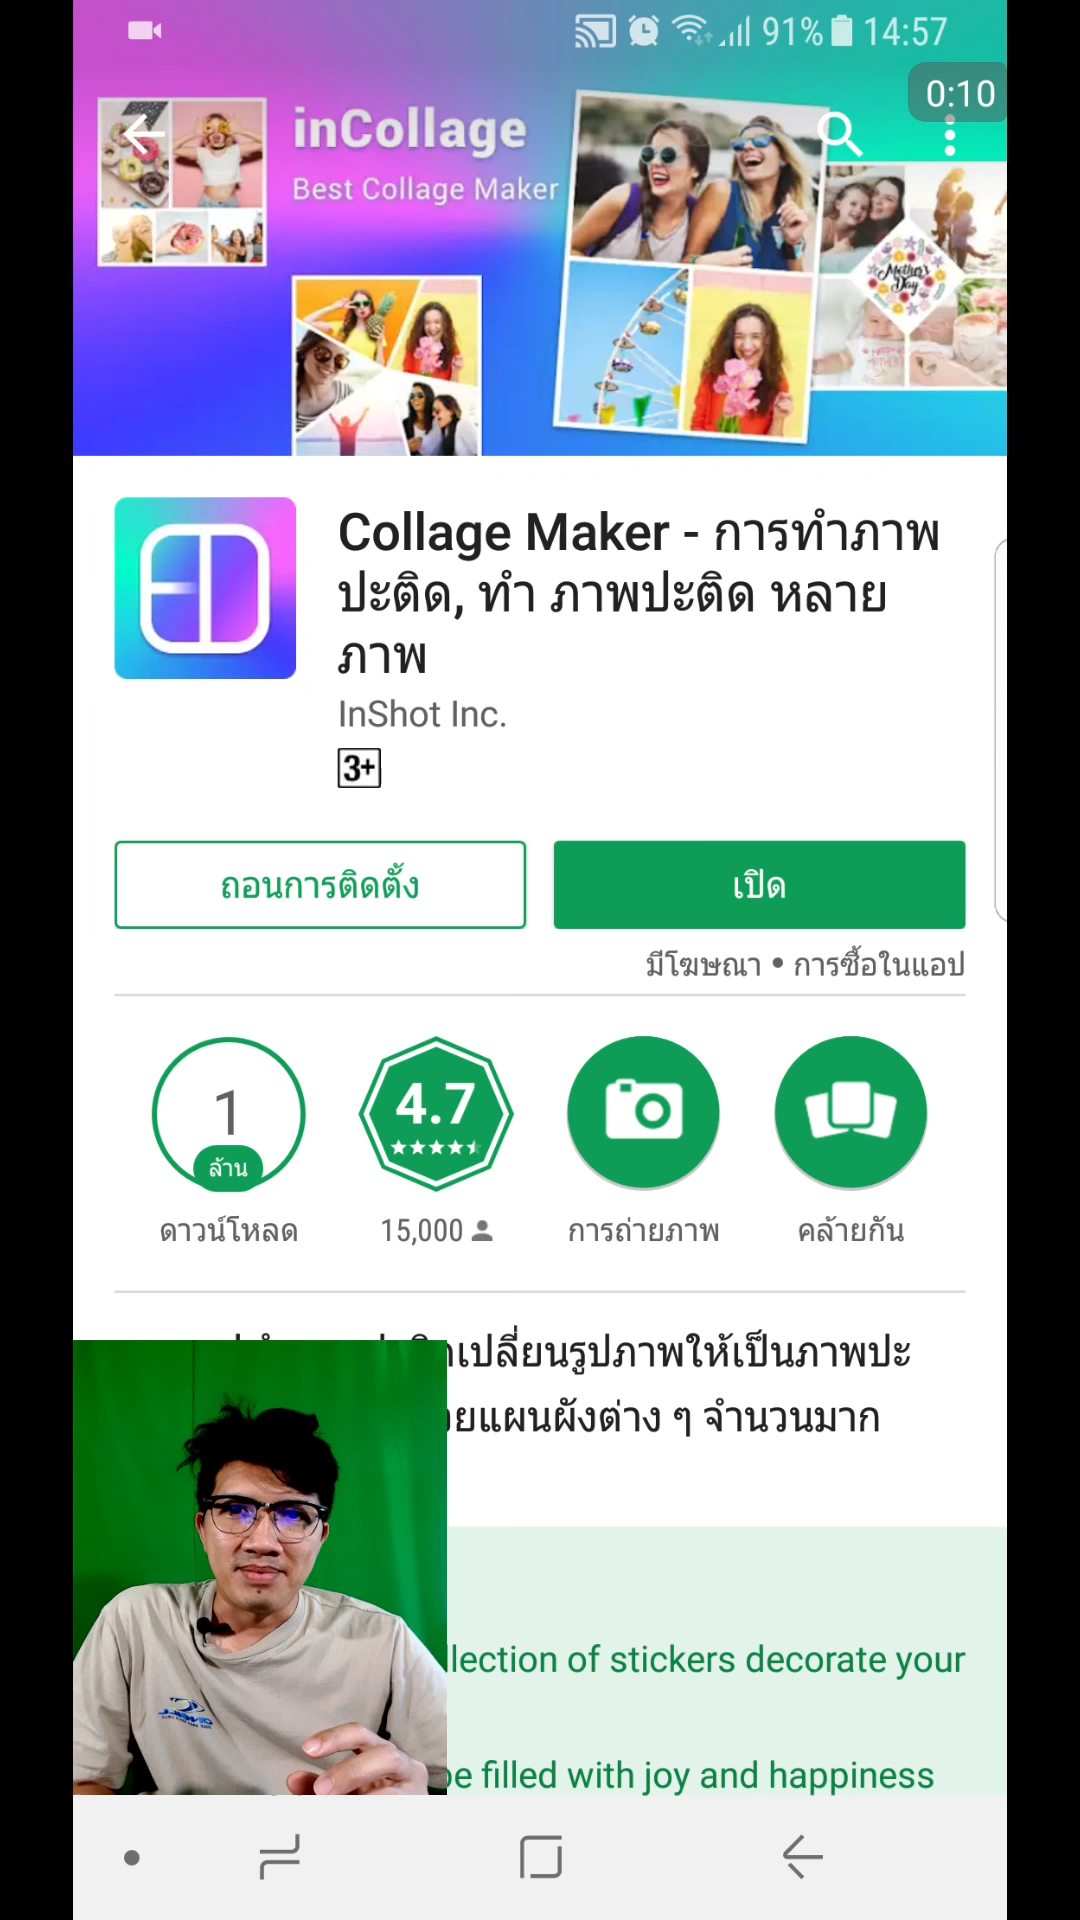 91% 14:57
0:10
inCollage
Best Collage Maker
Mother's
Day
Collage Maker - การทำภาพ
ปะติด, ทำ ภาพปะติด หลาย
ภาพ
InShot Inc.
3+
ถอนการติดตั้ง
เปิด
มีโฆษณา • การซื้อในแอป
1
ล้าน
4.7
ดาวน์โหลด
15,000
การถ่ายภาพ
คล้ายกัน
เปลี่ยนรูปภาพให้เป็นภาพปะ
ยแผนผังต่าง ๆ จำนวนมาก
llection of stickers decorate your
be filled with joy and happiness